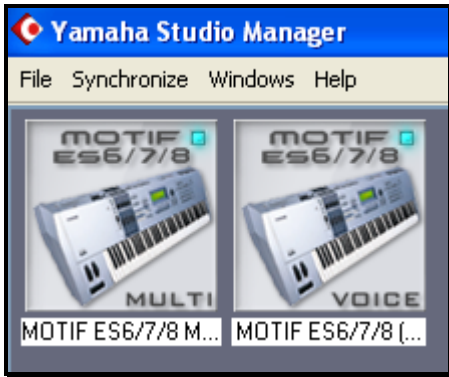 Yamaha Studio Manager
File Synchronize Windows Help
MOTIF
ES6/7/8
MULTI
MOTIF ES6/7/8 M...
MOTIF
ES6/7/8
VOICE
MOTIF ES6/7/8 (...